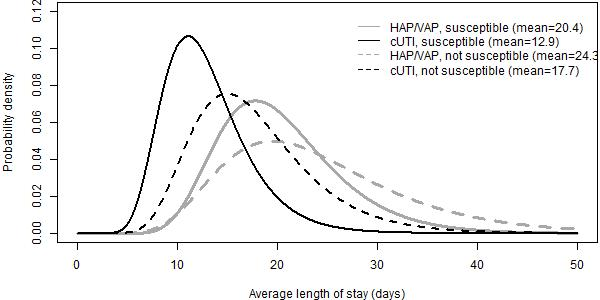 HAP/VAP, susceptible (mean=20.4)
cUTI, susceptible (mean=12.9)
HAP/VAP, not susceptible (mean=24.3
cUTI, not susceptible (mean=17.7)
Probability density
0.00 0.02 0.04 0.06 0.08 0.10 0.12
0 10 20 30 40 50
Average length of stay (days)